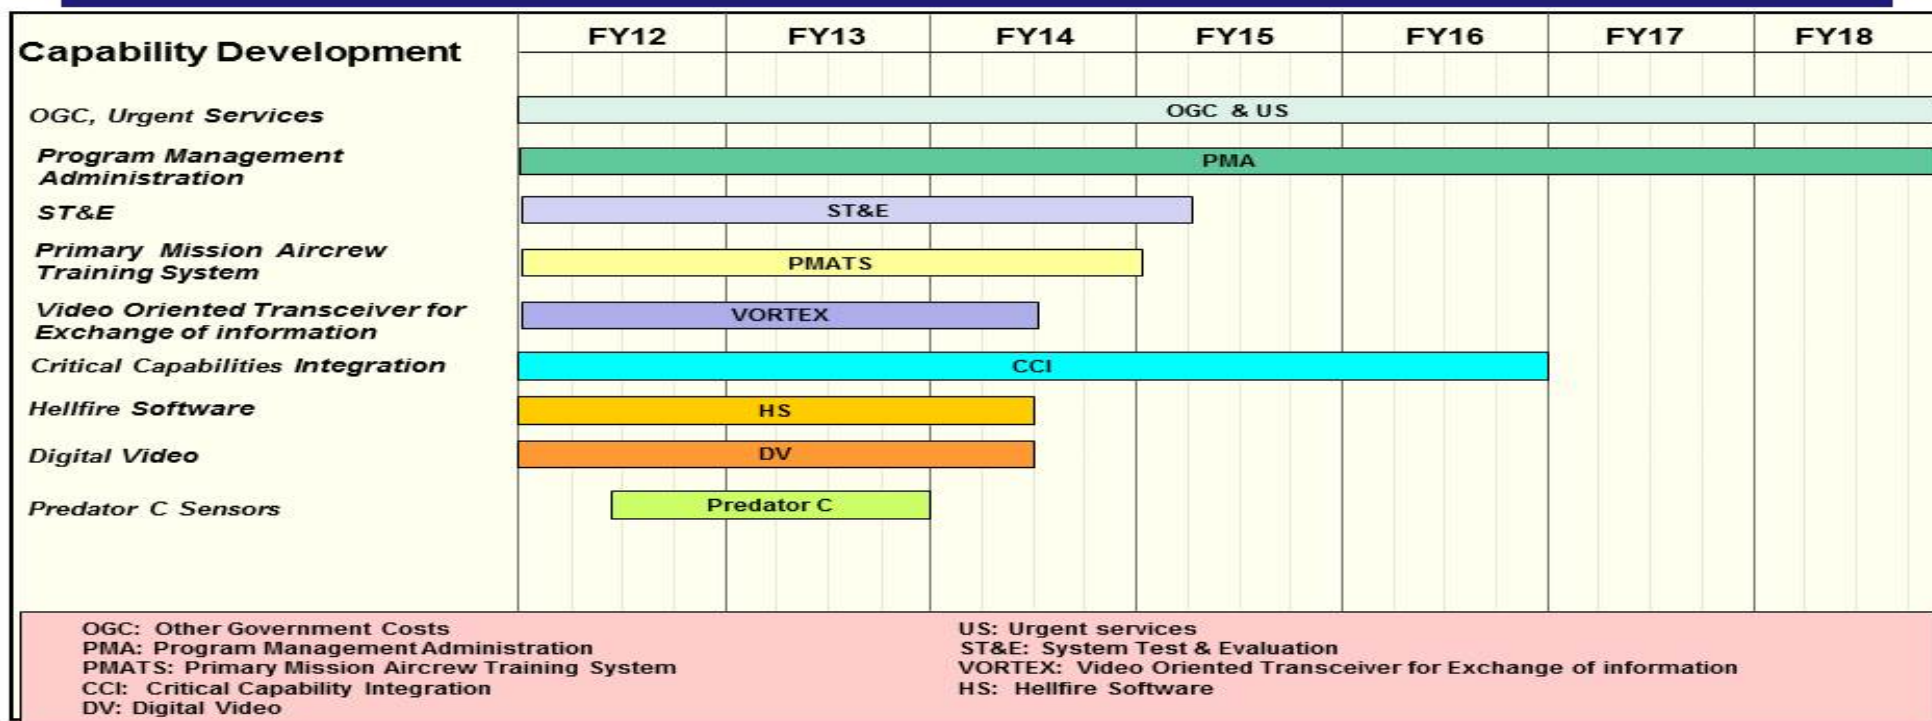 Capability Development
FY12 FY13 FY14 FY15 FY16 FY17 FY18
OGC, Urgent Services
OGC & US
Program Management
Administration
PMA
ST&E
ST&E
Primary Mission Aircrew
Training System
PMATS
Video Oriented Transceiver for
Exchange of information
VORTEX
Critical Capabilities Integration
CCI
Hellfire Software
HS
Digital Video
DV
Predator C Sensors
Predator C
OGC: Other Government Costs
PMA: Program Management Administration
PMATS: Primary Mission Aircrew Training System
CCI: Critical Capability Integration
DV: Digital Video
US: Urgent services
ST&E: System Test & Evaluation
VORTEX: Video Oriented Transceiver for Exchange of information
HS: Hellfire Software